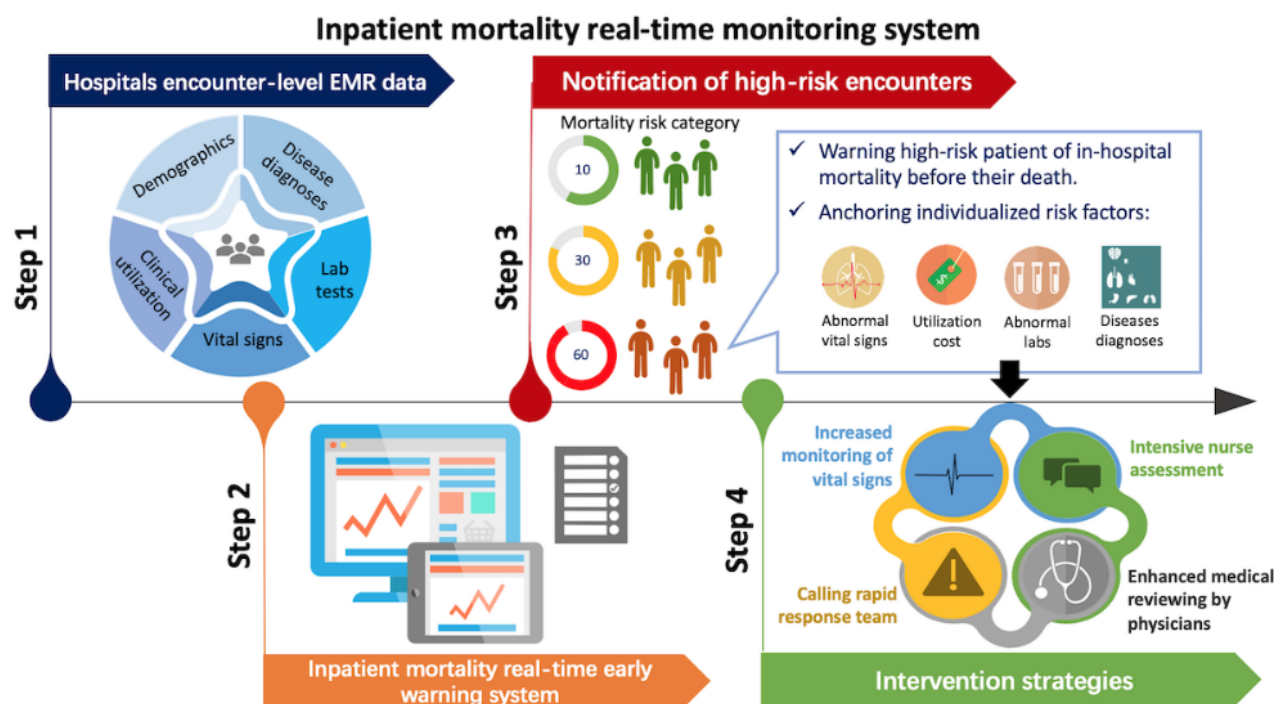 Inpatient mortality real-time monitoring system
Hospitals encounter-level EMR data
Step 1
Demographics
Disease
diagnoses
Clinical
utilization
Lab
tests
Vital signs
Step 2
Inpatient mortality real-time early
warning system
Notification of high-risk encounters
Step 3
Mortality risk category
10
30
60
✓ Warning high-risk patient of in-hospital
mortality before their death.
✓ Anchoring individualized risk factors:
$
Abnormal
vital signs
Utilization
cost
Abnormal
labs
Diseases
diagnoses
Step 4
Increased
monitoring of
vital signs
Intensive nurse
assessment
Calling rapid
response team
Enhanced medical
reviewing by
physicians
Intervention strategies